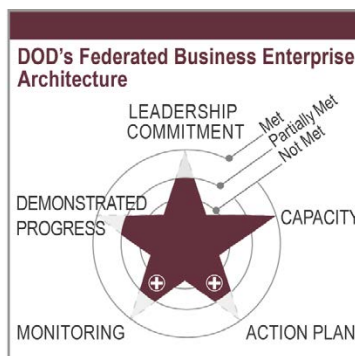 DOD's Federated Business Enterprise
Architecture
LEADERSHIP
COMMITMENT
Met
Partially Met
Not Met
DEMONSTRATED
PROGRESS
CAPACITY
MONITORING
ACTION PLAN